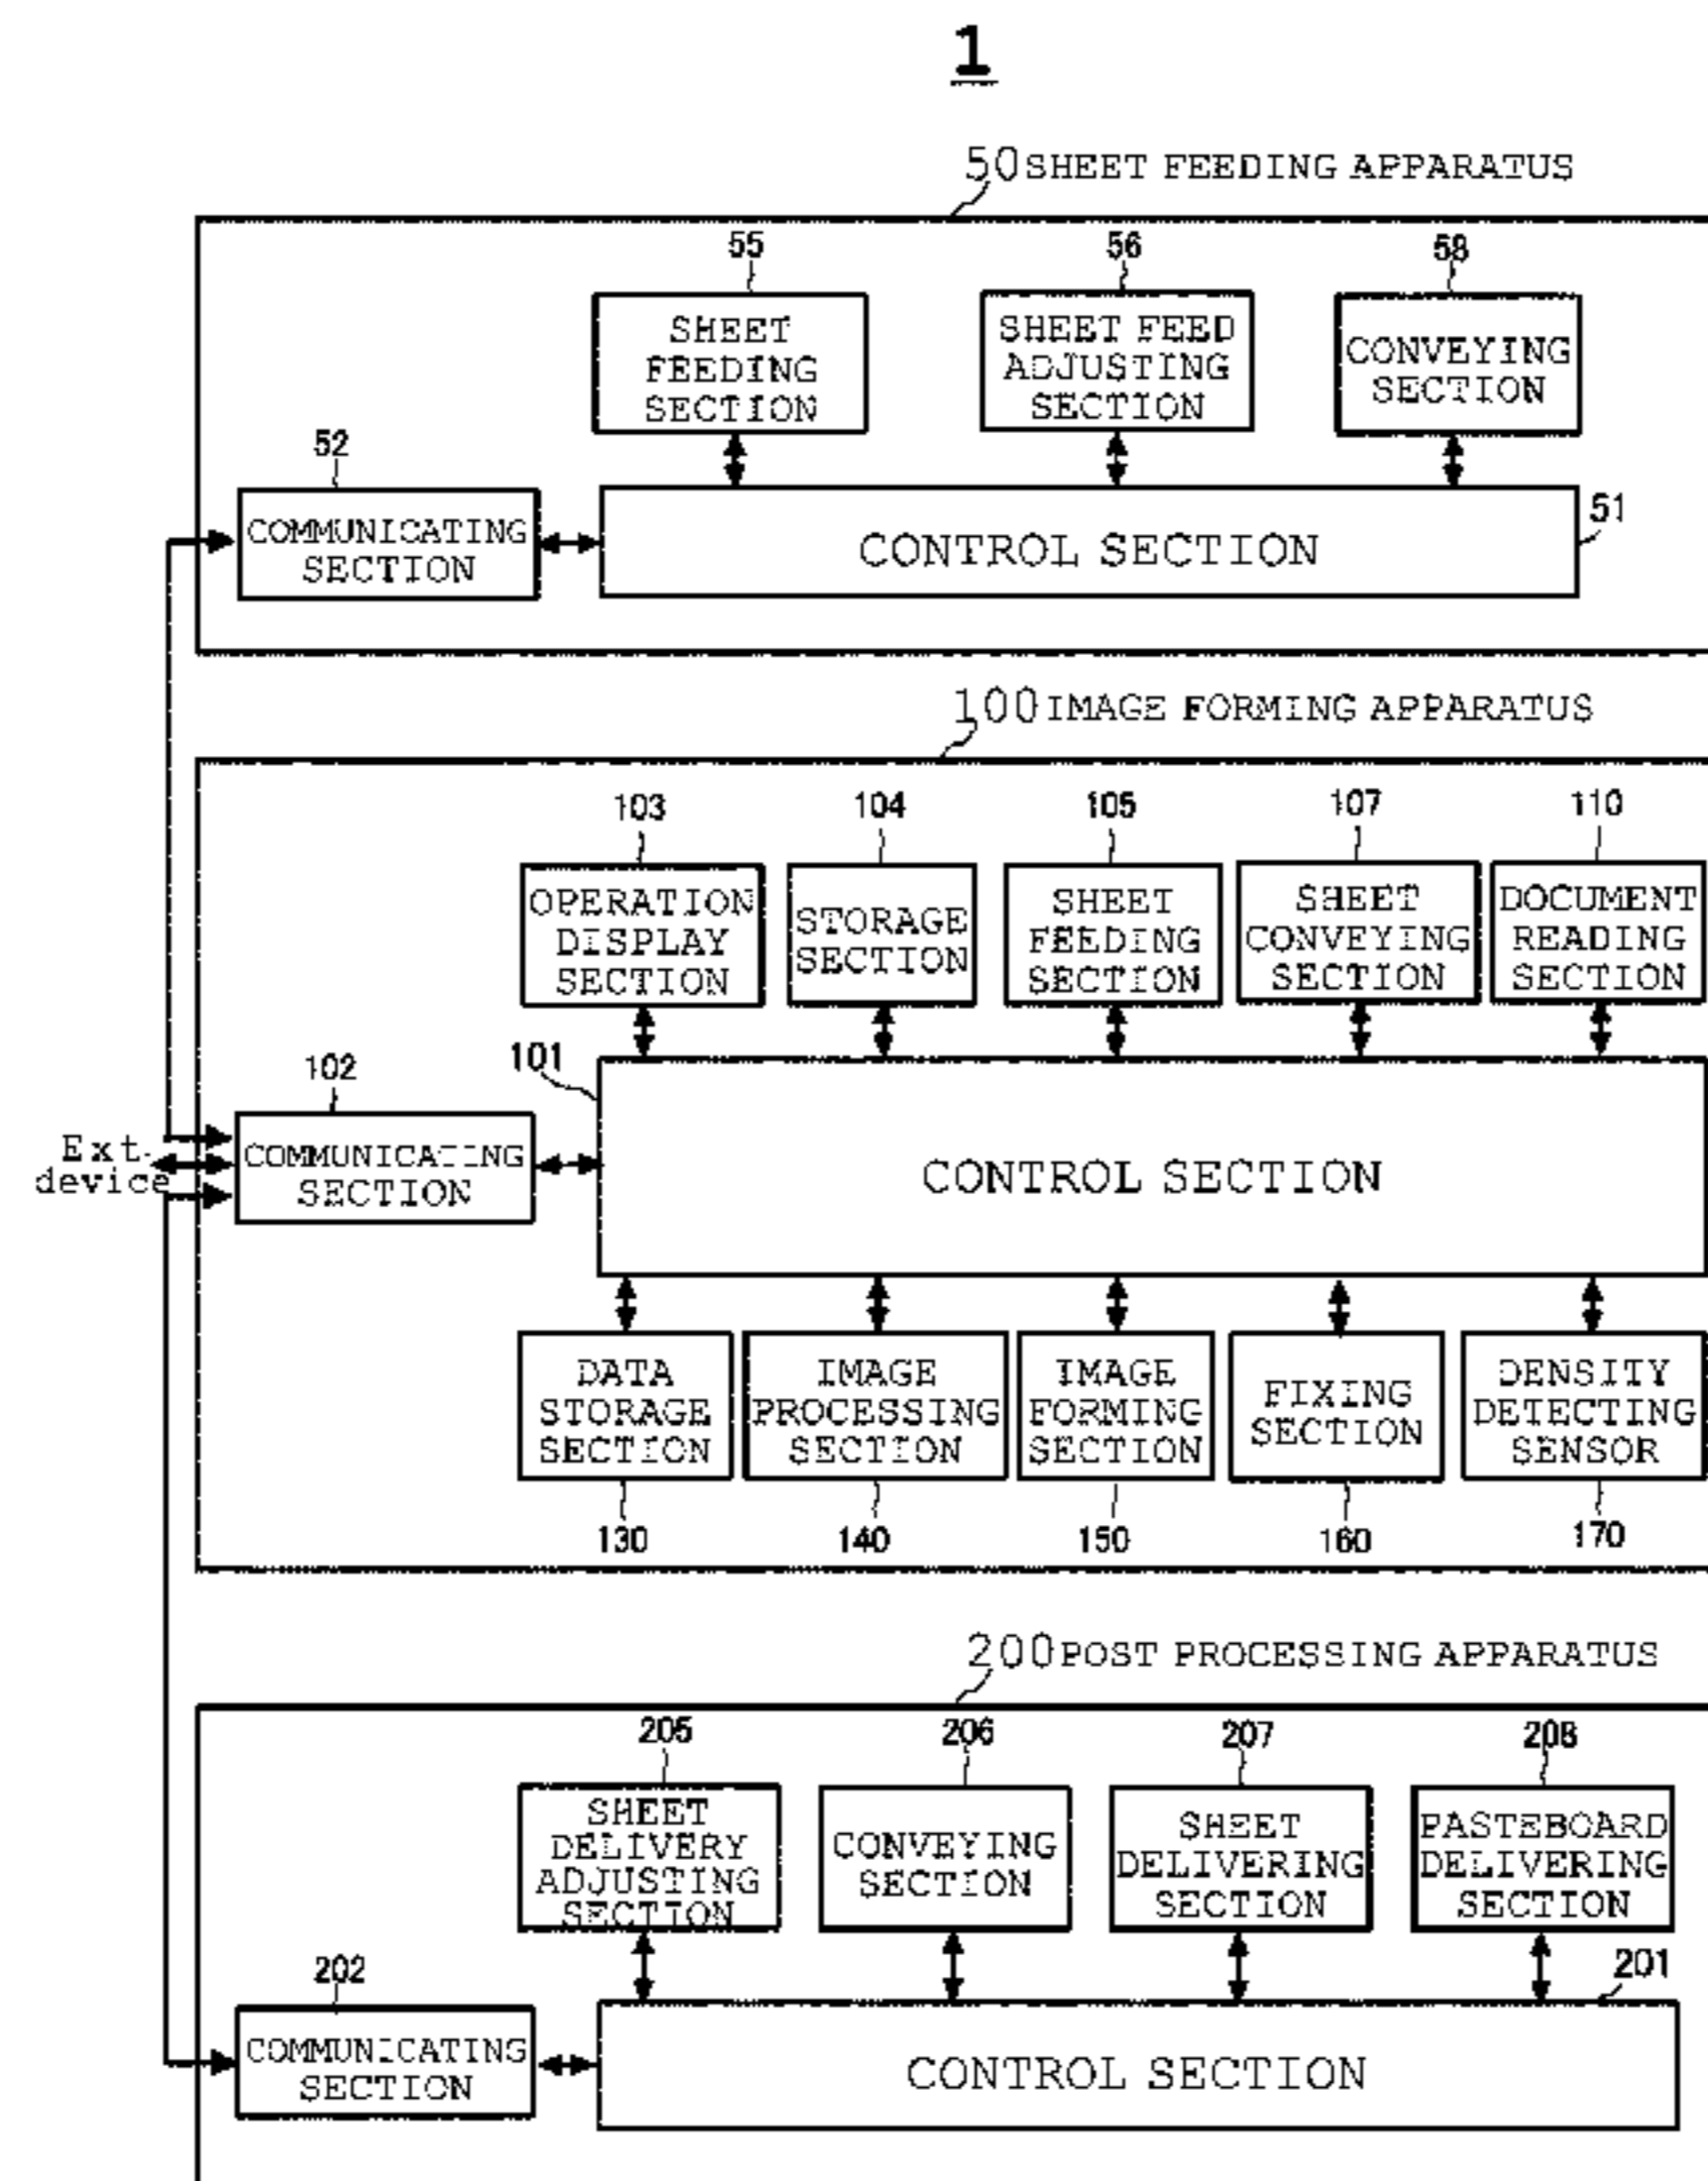 1
50 SHEET FEEDING APPARATUS
55
56
58
SHEET
FEEDING
SECTION
SHEET FEED
ADJUSTING
SECTION
CONVEYING
SECTION
52
51
COMMUNICATING
SECTION
CONTROL SECTION
100 IMAGE FORMING APPARATUS
103
104
105
107
110
OPERATION
DISPLAY
SECTION
STORAGE
SECTION
SHEET
FEEDING
SECTION
SHEET
CONVEYING
SECTION
DOCUMENT
READING
SECTION
102
101
Ext.
device
COMMUNICATING
SECTION
CONTROL SECTION
DATA
STORAGE
SECTION
IMAGE
PROCESSING
SECTION
IMAGE
FORMING
SECTION
FIXING
SECTION
DENSITY
DETECTING
SENSOR
130
140
150
160
170
200 POST PROCESSING APPARATUS
205
206
207
208
SHEET
DELIVERY
ADJUSTING
SECTION
CONVEYING
SECTION
SHEET
DELIVERING
SECTION
PASTEBOARD
DELIVERING
SECTION
202
201
COMMUNICATING
SECTION
CONTROL SECTION